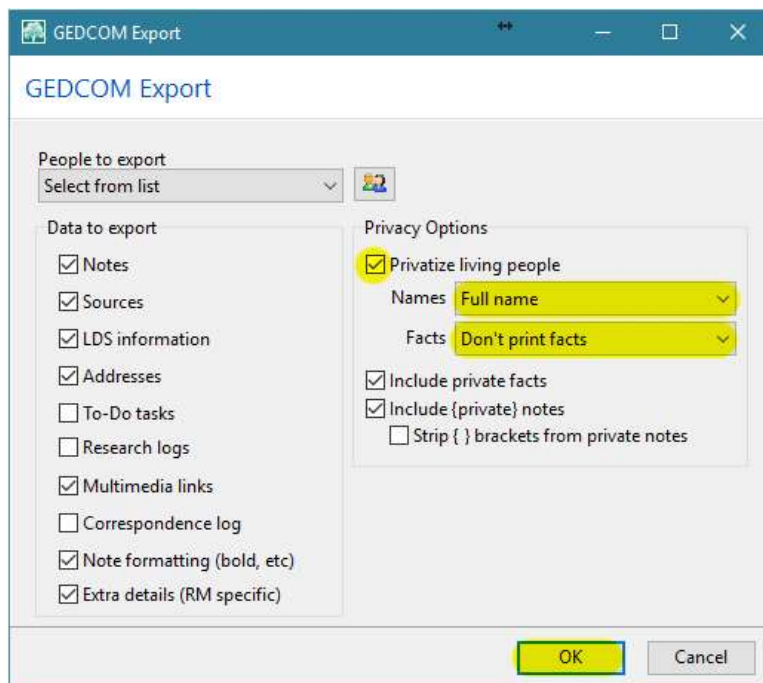 GEDCOM Export
GEDCOM Export
People to export
Select from list
Data to export
Notes
Sources
LDS information
Addresses
To-Do tasks
Research logs
Multimedia links
Correspondence log
Note formatting (bold, etc)
Extra details (RM specific)
Privacy Options
Privatize living people
Names Full name
Facts Don't print facts
Include private facts
Include {private} notes
Strip { } brackets from private notes
OK Cancel